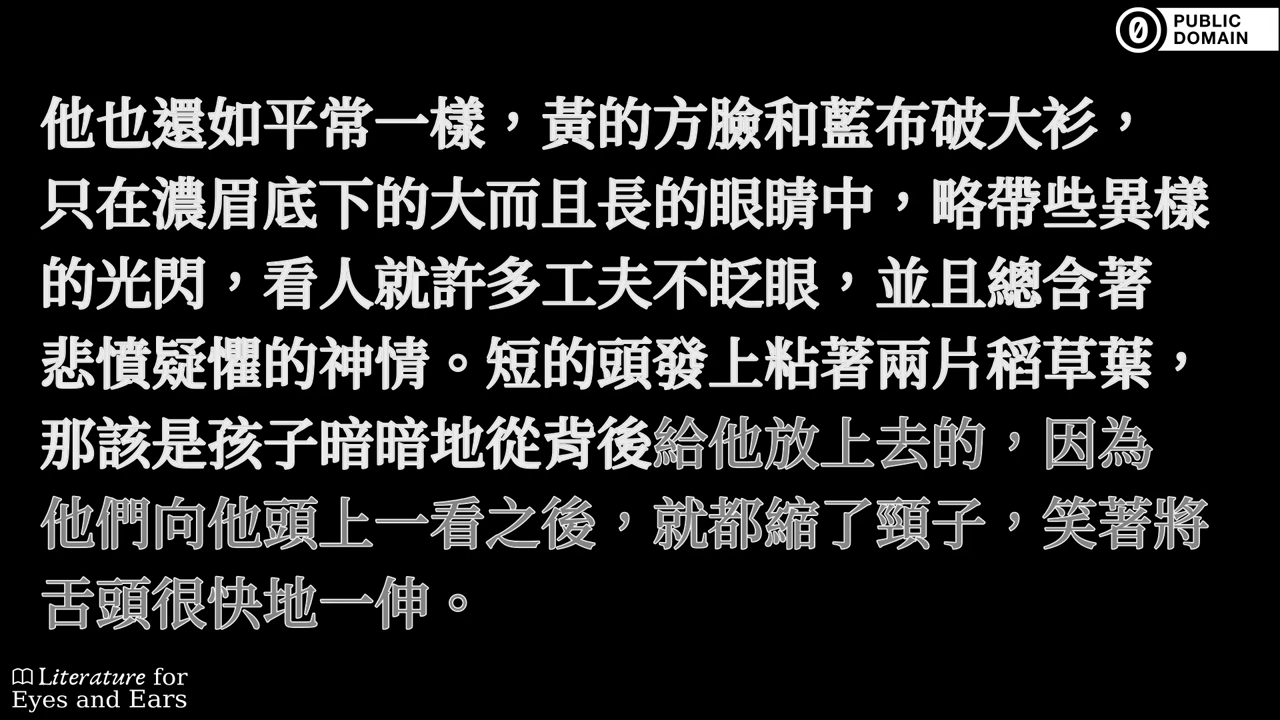 PUBLIC
DOMAIN
他也還如平常一樣，黃的方臉和藍布破大衫，
只在濃眉底下的大而且長的眼睛中，略帶些異樣
的光閃，看人就許多工夫不眨眼，並且總含著
悲憤疑懼的神情。短的頭發上粘著兩片稻草葉，
那該是孩子暗暗地從背後給他放上去的，因為
他們向他頭上一看之後，就都縮了頸子，笑著將
舌頭很快地一伸。
Literature for
Eyes and Ears